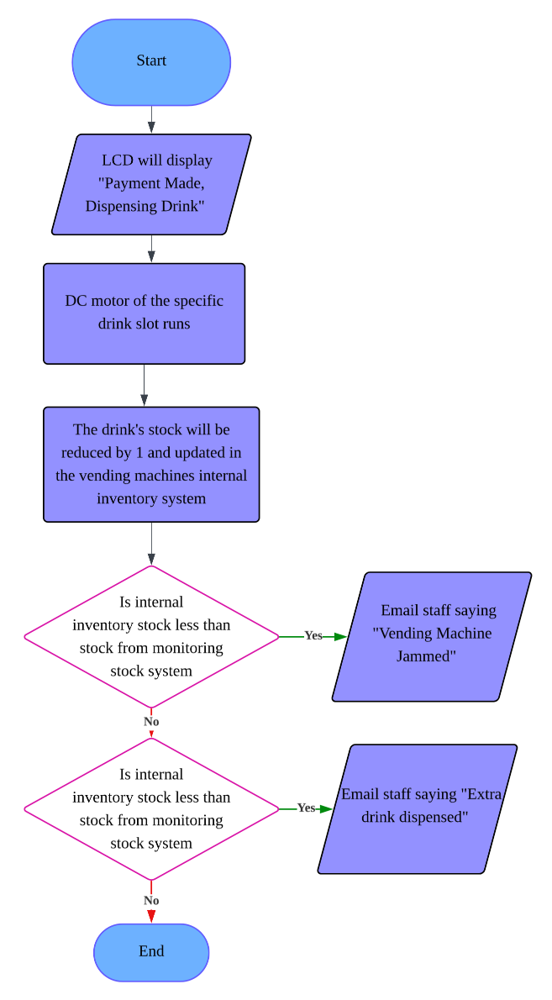 Start
LCD will display
"Payment Made,
Dispensing Drink"
DC motor of the specific
drink slot runs
The drink's stock will be
reduced by 1 and updated in
the vending machines internal
inventory system
Is internal
inventory stock less than
stock from monitoring
stock system
Yes
Email staff saying
"Vending Machine
Jammed"
No
Is internal
inventory stock less than
stock from monitoring
stock system
Yes
Email staff saying "Extra
drink dispensed"
No
End